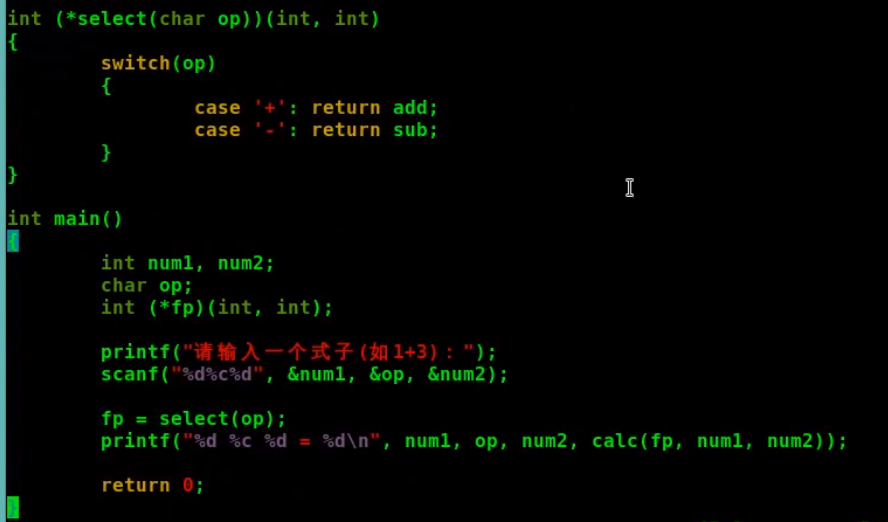 int (*select(char op))(int, int)
{
switch(op)
{
case '+': return add;
case '-': return sub;
}
}
int main()
{
int num1, num2;
char op;
int (*fp)(int, int);
printf("请输入一个式子(如1+3)：");
scanf("%d%c%d", &num1, &op, &num2);
fp = select(op);
printf("%d %c %d = %d\n", num1, op, num2, calc(fp, num1, num2));
return 0;
}